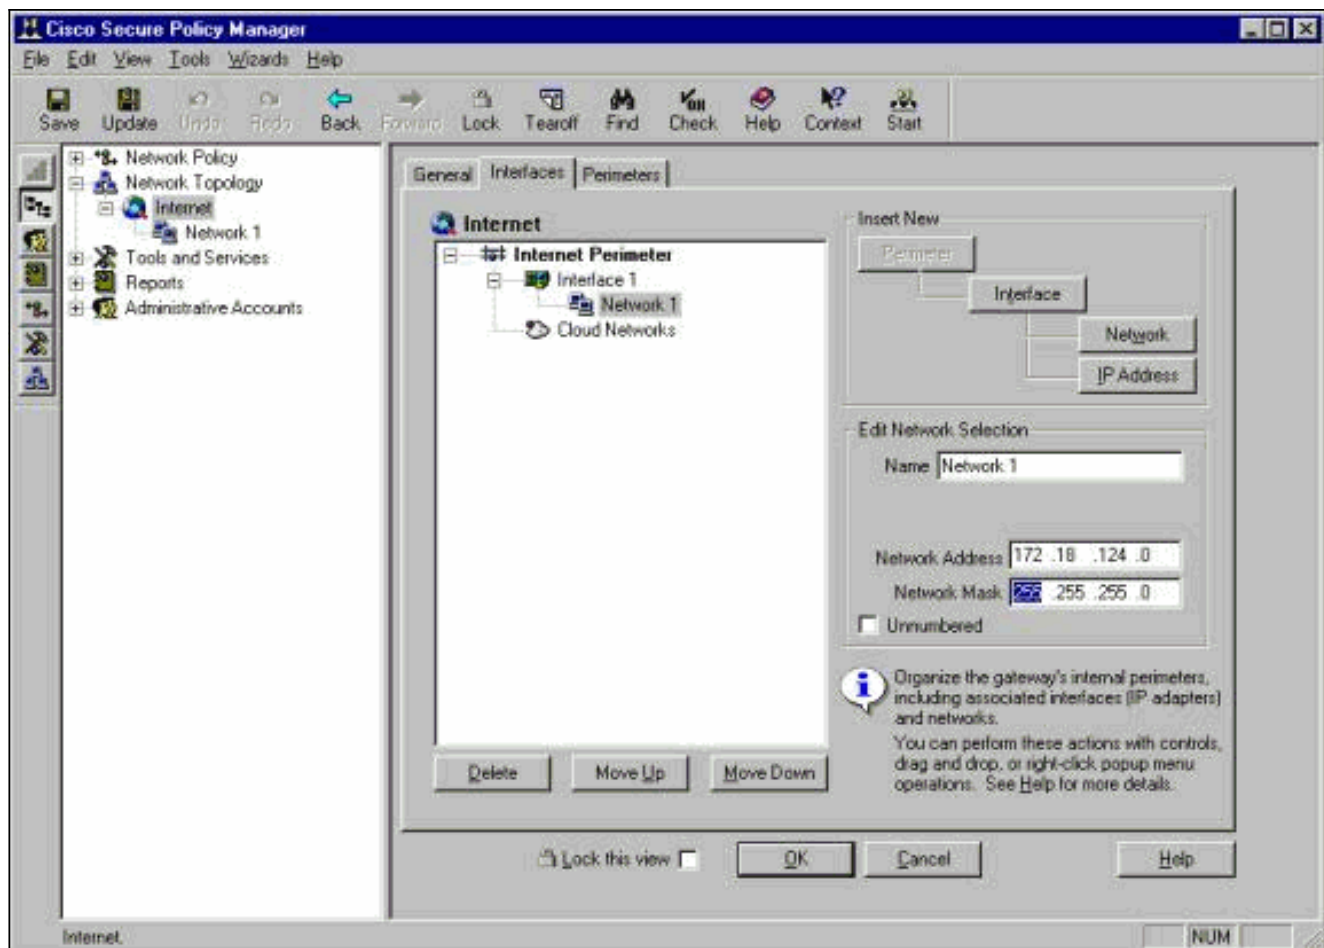 Cisco Secure Policy Manager
File Edit View Tools Wizards Help
Save Update Undo Redo Back Forward Lock Tearoff Find Check Help Context Start
Network Policy
Network Topology
Internet
Network 1
Tools and Services
Reports
Administrative Accounts
General Interfaces Perimeters
Internet
Internet Perimeter
Interface 1
Network 1
Cloud Networks
Delete Move Up Move Down
Insert New
Perimeter
Interface
Network
IP Address
Edit Network Selection
Name Network 1
Network Address 172 .18 .124 .0
Network Mask 255 .255 .255 .0
Unnumbered
Organize the gateway's internal perimeters,
including associated interfaces (IP adapters)
and networks.
You can perform these actions with controls,
drag and drop, or right-click popup menu
operations. See Help for more details.
Lock this view OK Cancel Help
Internet. NUM